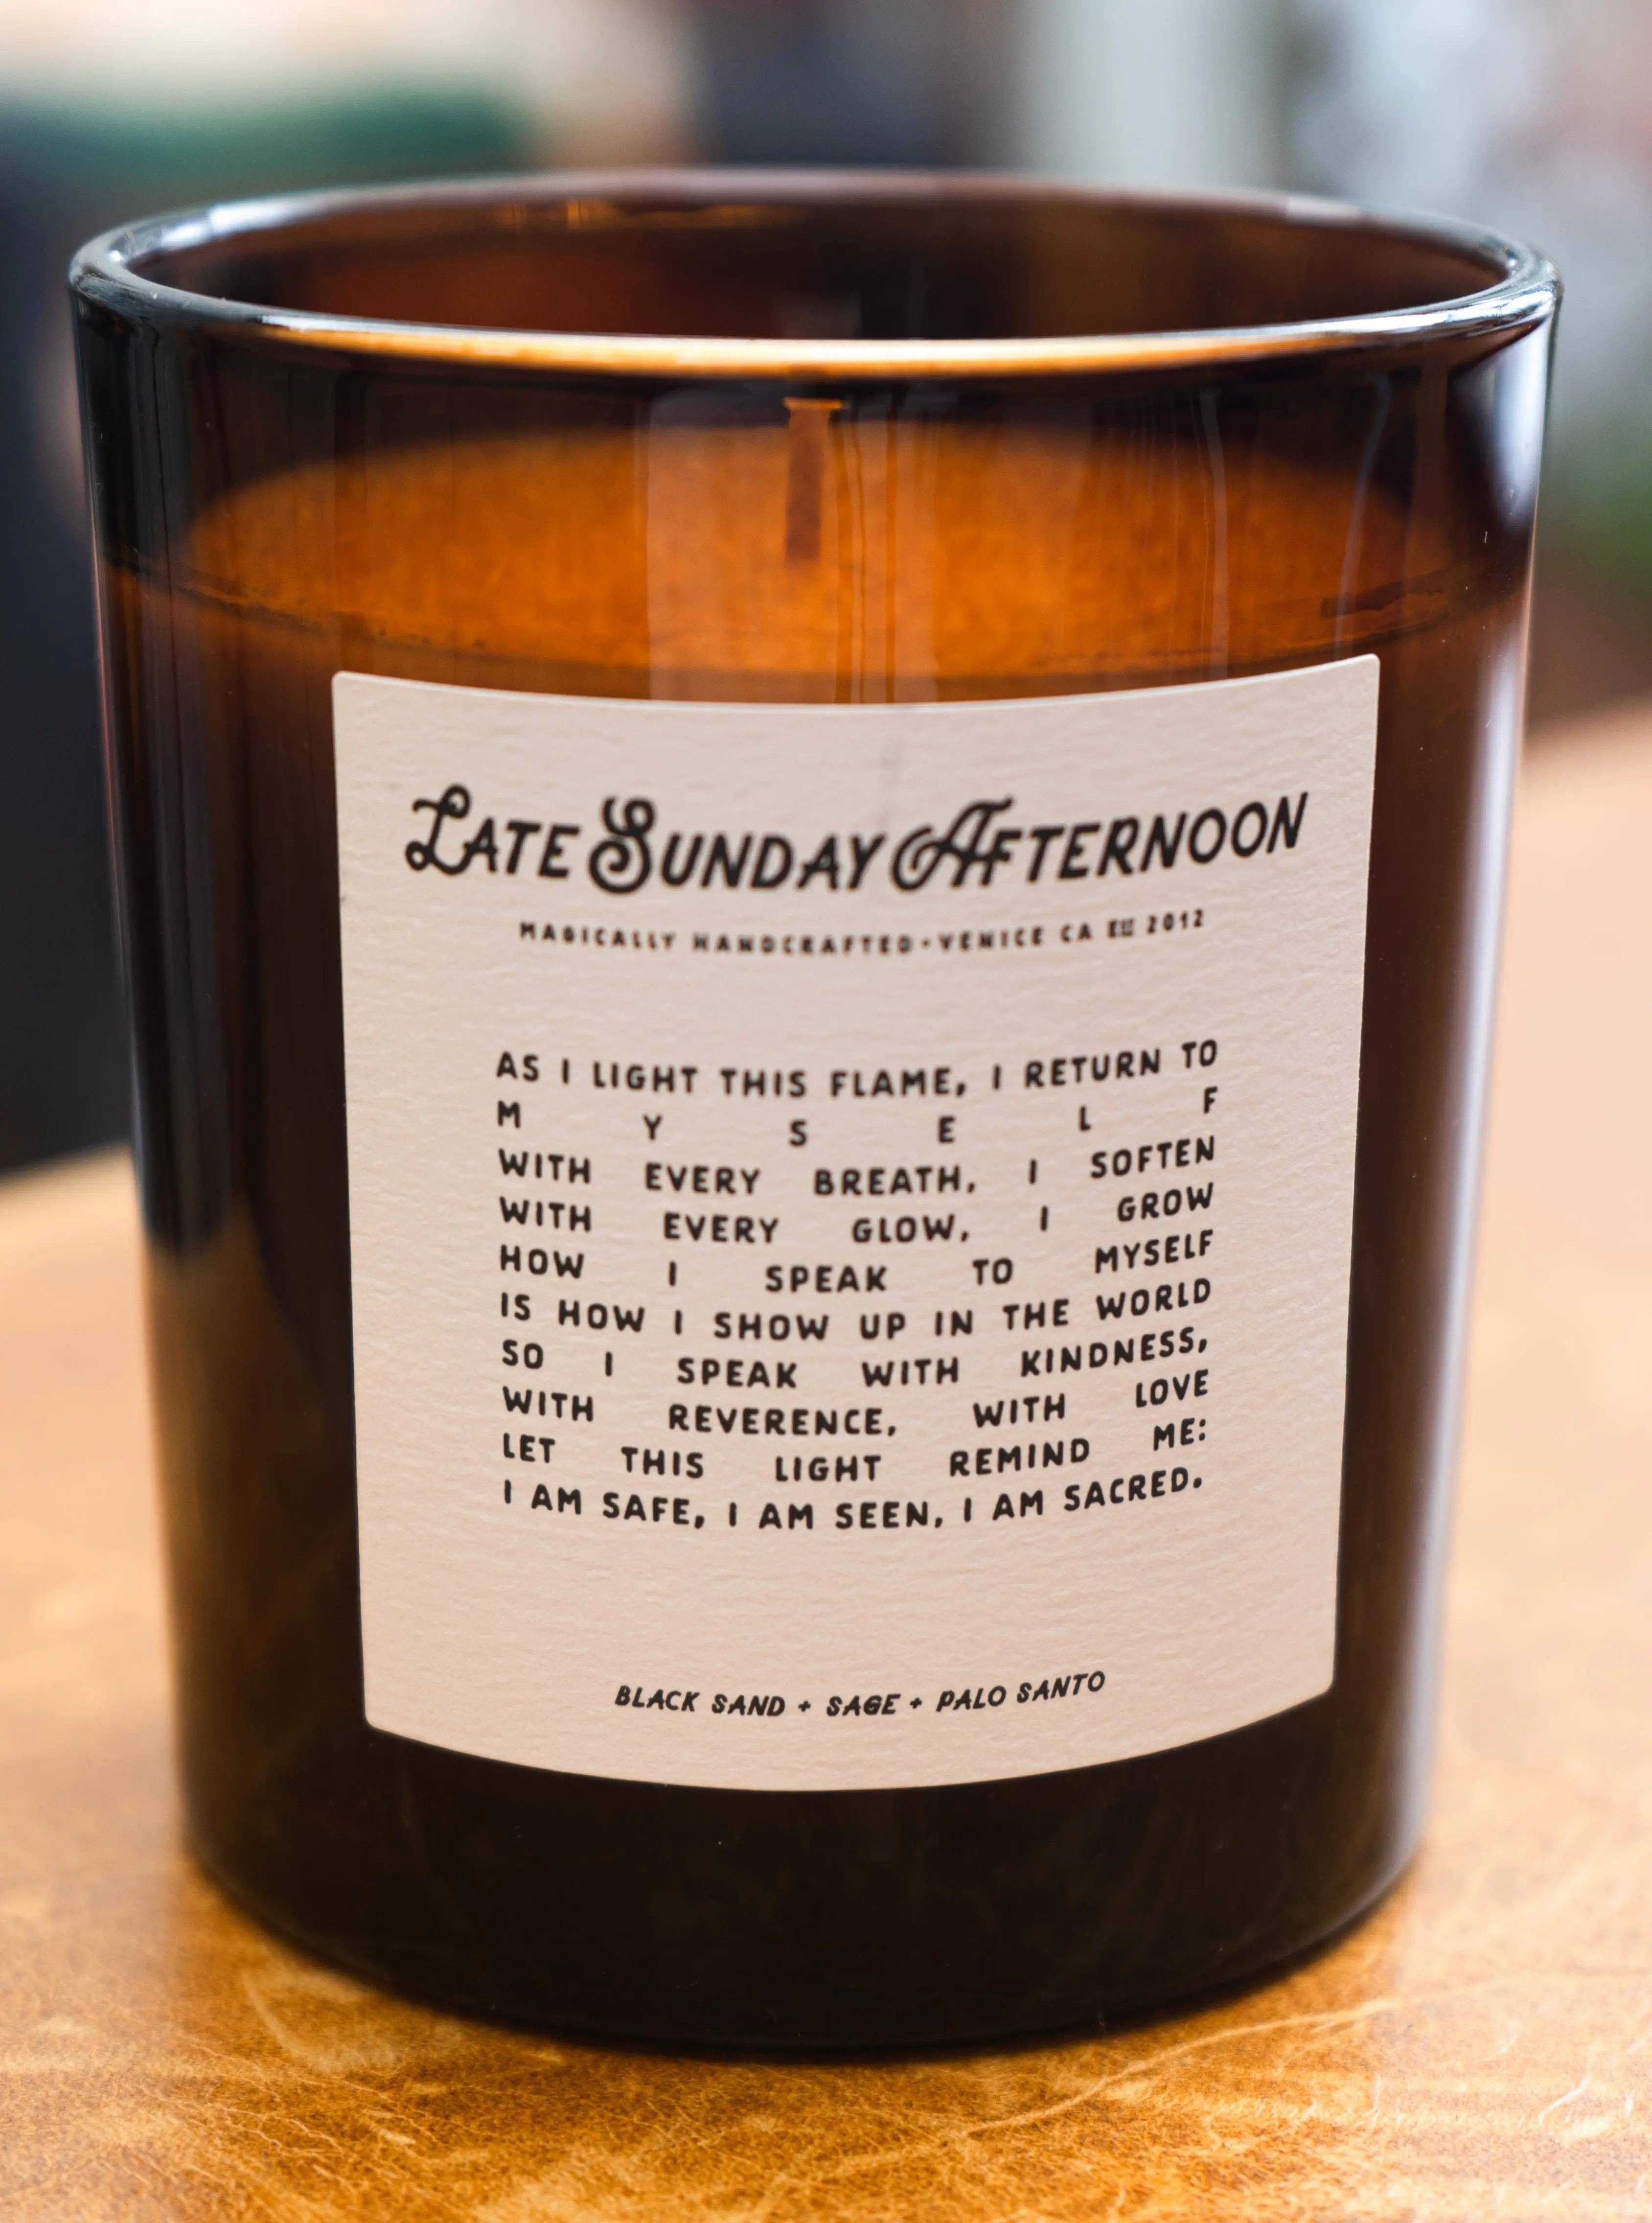 LATE SUNDAY AFTERNOON
MAGICALLY HANDCRAFTED • VENICE CA EST 2012
AS I LIGHT THIS FLAME, I RETURN TO
M Y S E L F
WITH EVERY BREATH, I SOFTEN
WITH EVERY GLOW, I GROW
HOW I SPEAK TO MYSELF
IS HOW I SHOW UP IN THE WORLD
SO I SPEAK WITH KINDNESS,
WITH REVERENCE, WITH LOVE
LET THIS LIGHT REMIND ME:
I AM SAFE, I AM SEEN, I AM SACRED.
BLACK SAND + SAGE + PALO SANTO